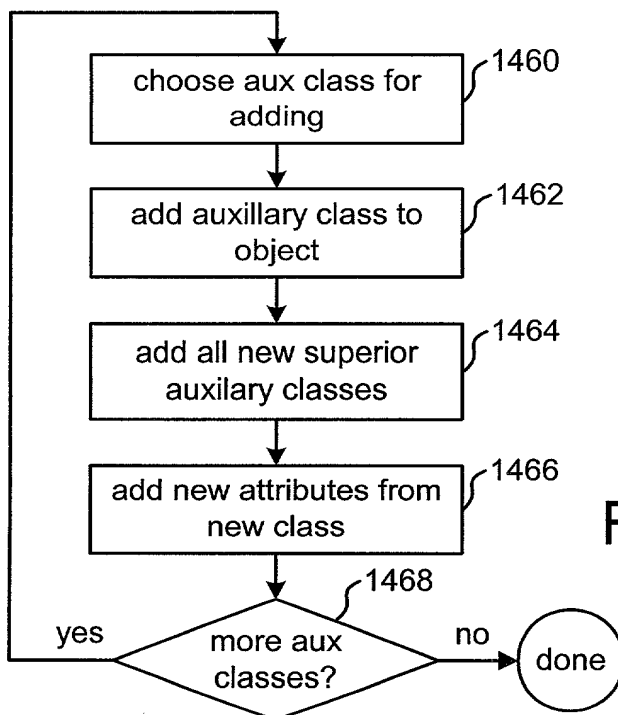 1460
choose aux class for
adding
1462
add auxillary class to
object
1464
add all new superior
auxilary classes
1466
add new attributes from
new class
F
1468
yes
more aux
classes?
no
done